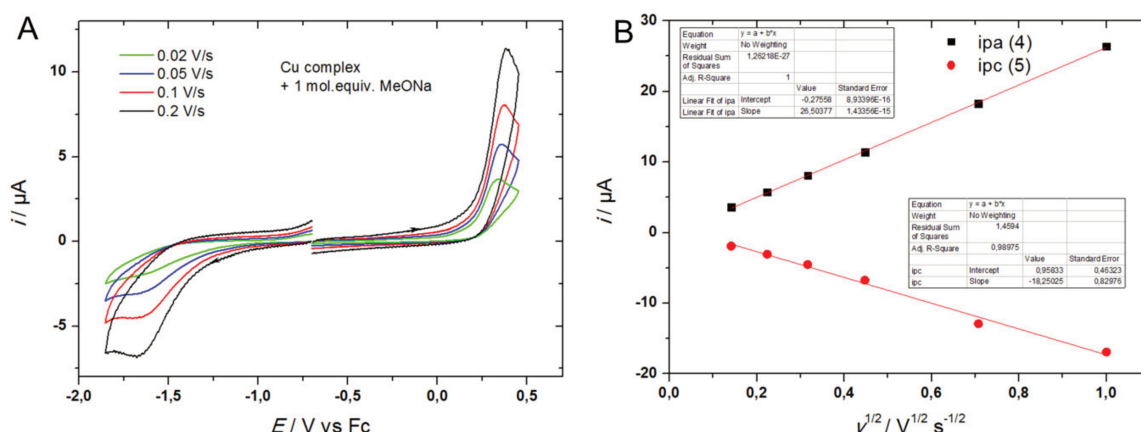 A
0.02 V/s
0.05 V/s
0.1 V/s
0.2 V/s
Cu complex
+ 1 mol.equiv. MeONa
i / µA
10
5
0
-5
-2,0 -1,5 -1,0 -0,5 0,0 0,5
E / V vs Fc
B
Equation y = a + b*x
Weight No Weighting
Residual Sum of Squares 1,26218E-27
Adj. R-Square 1
Value Standard Error
Linear Fit of ipa Intercept -0,27558 8,93396E-16
Linear Fit of ipa Slope 26,50377 1,43356E-15
ipa (4)
ipc (5)
Equation y = a + b*x
Weight No Weighting
Residual Sum of Squares 1,4594
Adj. R-Square 0,98975
Value Standard Error
ipc Intercept 0,95833 0,46323
ipc Slope -18,25025 0,82976
i / µA
30
20
10
0
-10
-20
0,0 0,2 0,4 0,6 0,8 1,0
v^1/2 / V^1/2 s^-1/2